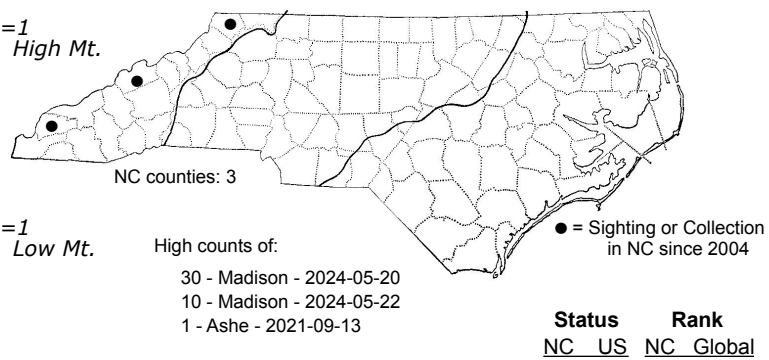 =1
High Mt.
NC counties: 3
=1
Low Mt.
High counts of:
30 - Madison - 2024-05-20
10 - Madison - 2024-05-22
1 - Ashe - 2021-09-13
● = Sighting or Collection
in NC since 2004
Status Rank
NC US NC Global